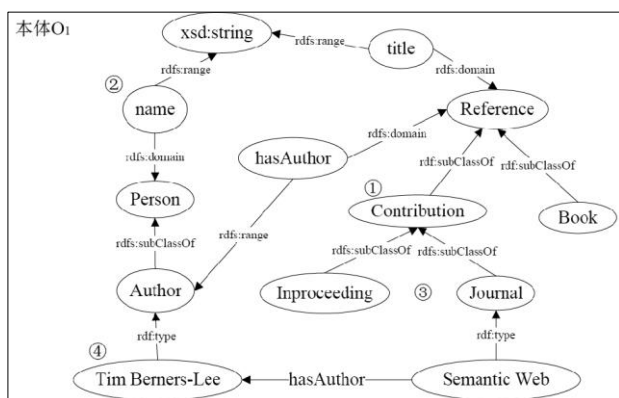 本体O₁
xsd:string
rdfs:range
title
rdfs:range
rdfs:domain
②
name
Reference
rdfs:domain
rdfs:domain
hasAuthor
rdf:subClassOf
rdf:subClassOf
Person
①
Contribution
Book
rdfs:subClassOf
rdfs:range
rdfs:subClassOf
rdfs:subClassOf
Author
Inproceeding
③
Journal
rdf:type
rdf:type
④
Tim Berners-Lee
hasAuthor
Semantic Web